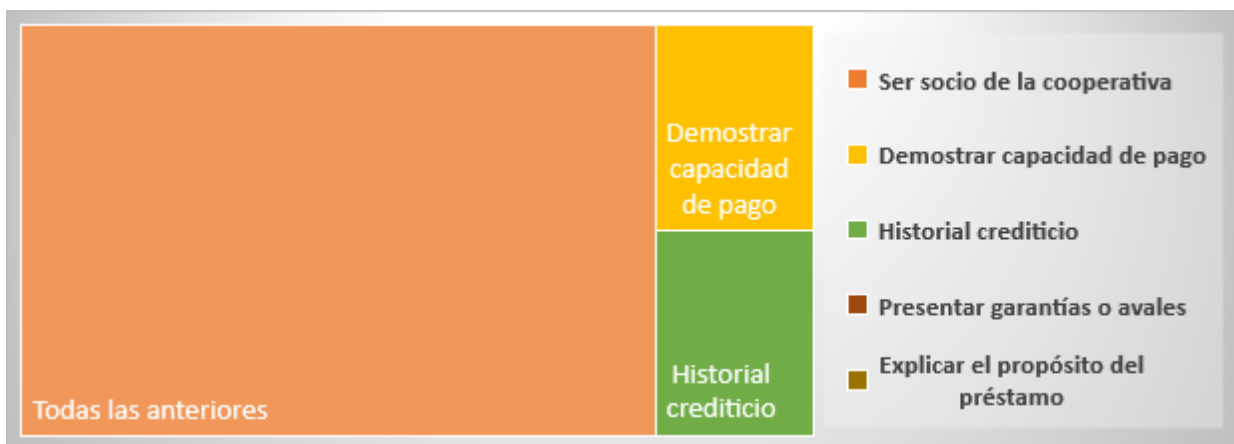 Todas las anteriores
Demostrar
capacidad
de pago
Historial
crediticio
Ser socio de la cooperativa
Demostrar capacidad de pago
Historial crediticio
Presentar garantías o avales
Explicar el propósito del
préstamo